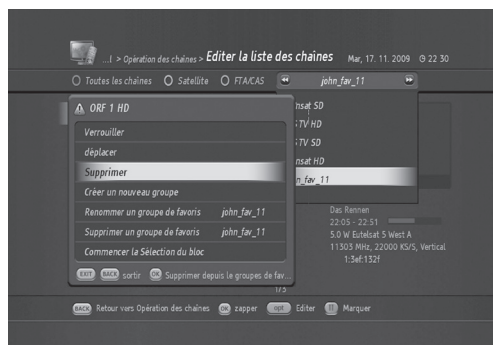 ...l > Opération des chaînes > Editer la liste des chaînes Mar, 17. 11. 2009 22 30
Toutes les chaînes Satellite FTA/CAS john_fav_11
ORF 1 HD
nsat SD
Verrouiller
TV HD
déplacer
TV SD
Supprimer
nsat HD
n_fav_11
Créer un nouveau groupe
Renommer un groupe de favoris john_fav_11
Supprimer un groupe de favoris john_fav_11
Commencer la Sélection du bloc
Das Rennen
22:05 - 22:51
5.0 W Eutelsat 5 West A
11303 MHz, 22000 KS/S, Vertical
1:3ef:132f
EXIT BACK sortir OK Supprimer depuis le groupes de fav...
1/5
BACK Retour vers Opération des chaînes OK zapper opt Editer Marquer